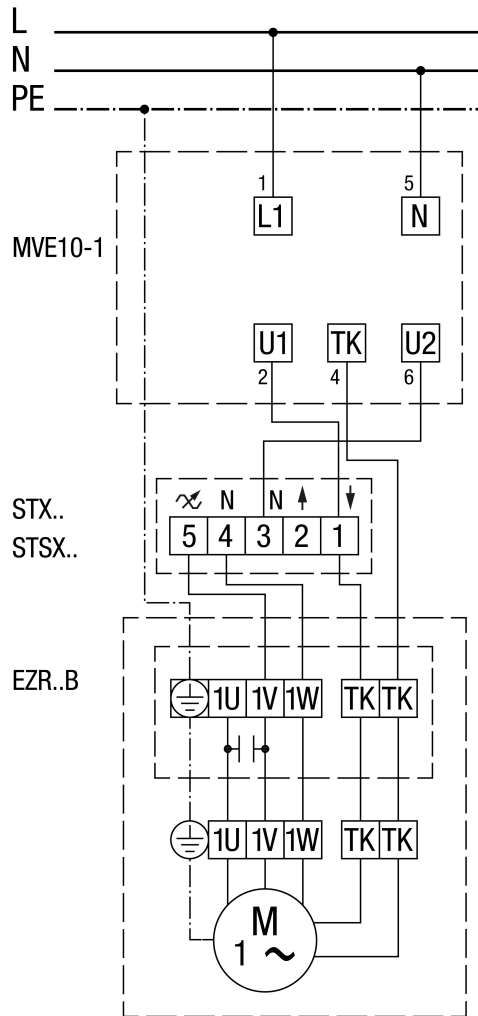 L
N
PE
1 5
L1 N
MVE10-1
U1 TK U2
2 4 6
N N
STX..
5 4 3 2 1
STSX..
EZR..B
1U 1V 1W TK TK
1U 1V 1W TK TK
M
1 ~